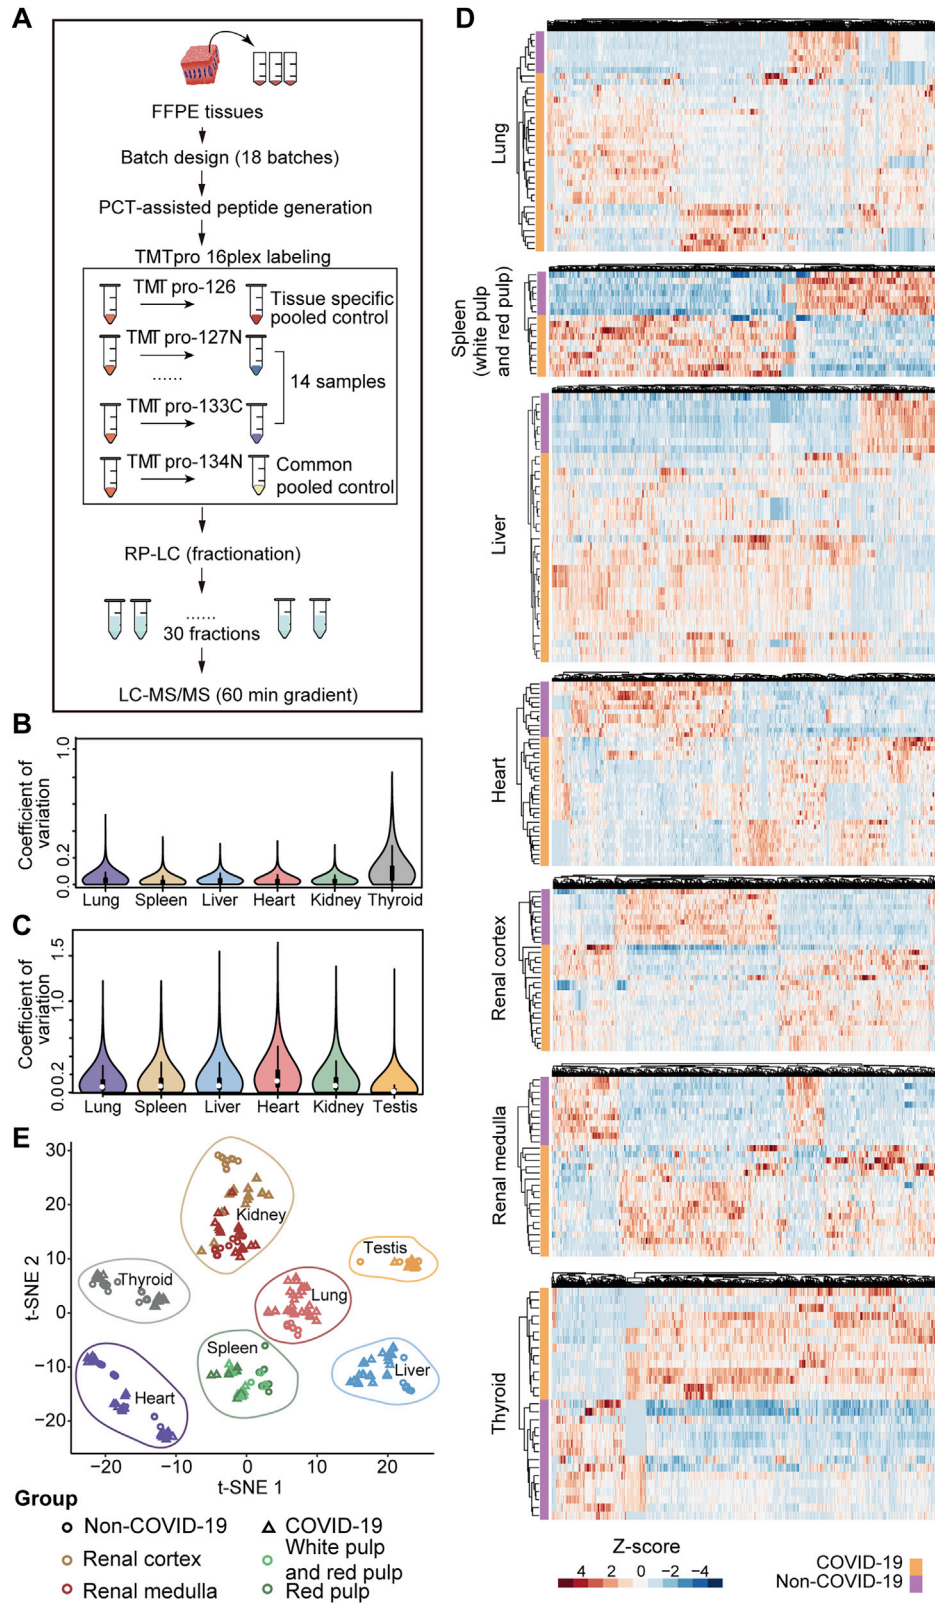 A
FFPE tissues
Batch design (18 batches)
PCT-assisted peptide generation
TMTpro 16plex labeling
TMT pro-126
Tissue specific
pooled control
TMT pro-127N
......
14 samples
TMT pro-133C
TMT pro-134N
Common
pooled control
RP-LC (fractionation)
......
30 fractions
LC-MS/MS (60 min gradient)
B
Coefficient of
variation
1.0
0.2
0.0
Lung Spleen Liver Heart Kidney Thyroid
C
Coefficient of
variation
1.5
1.0
0.2
0.0
Lung Spleen Liver Heart Kidney Testis
E
t-SNE 2
30
20
10
0
−10
−20
Kidney
Testis
Thyroid
Lung
Spleen
Liver
Heart
−20 −10 0 10 20
t-SNE 1
Group
Non-COVID-19
COVID-19
Renal cortex
White pulp
and red pulp
Renal medulla
Red pulp
D
Lung
Spleen
(white pulp
and red pulp)
Liver
Heart
Renal cortex
Renal medulla
Thyroid
Z-score
4 2 0 −2 −4
COVID-19
Non-COVID-19